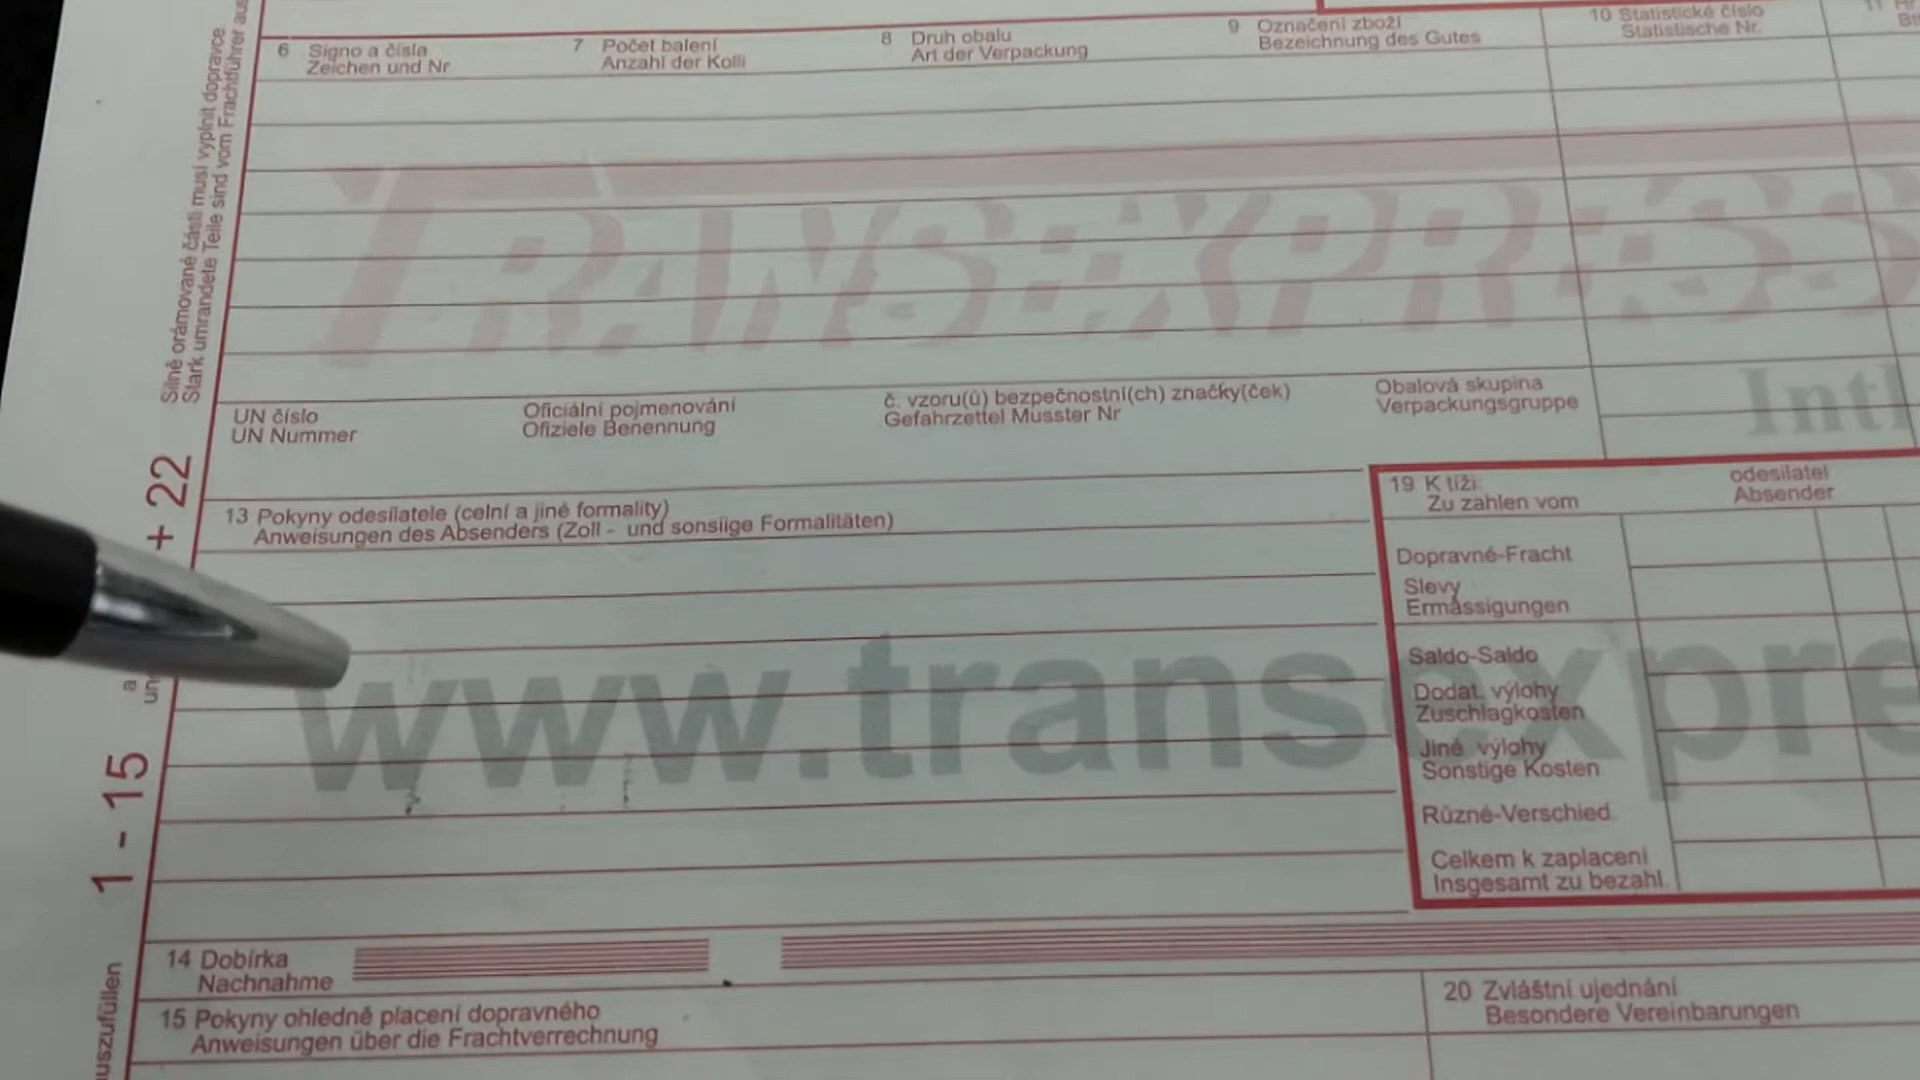 6 Signo a čísla
Zeichen und Nr
7 Počet balení
Anzahl der Kolli
8 Druh obalu
Art der Verpackung
9 Označení zboží
Bezeichnung des Gutes
10 Statistické číslo
Statistische Nr.
11
TRANSEXPRESS
UN číslo
UN Nummer
Oficiální pojmenování
Ofiziele Benennung
č. vzoru(ů) bezpečnostní(ch) značky(ček)
Gefahrzettel Musster Nr
Obalová skupina
Verpackungsgruppe
Intl
13 Pokyny odesílatele (celní a jiné formality)
Anweisungen des Absenders (Zoll - und sonsiige Formalitäten)
19 K tíži:
Zu zahlen vom
odesílatel
Absender
Dopravné-Fracht
Slevy
Ermässigungen
Saldo-Saldo
Dodat. výlohy
Zuschlagkosten
Jiné výlohy
Sonstige Kosten
Různé-Verschied.
Celkem k zaplacení
Insgesamt zu bezahl.
www.transexpre
14 Dobírka
Nachnahme
15 Pokyny ohledně placení dopravného
Anweisungen über die Frachtverrechnung
20 Zvláštní ujednání
Besondere Vereinbarungen
Silně orámované části musí vyplnit dopravce.
Stark umrandete Teile sind vom Frachtführer aus
1 - 15 a + 22
uszufüllen